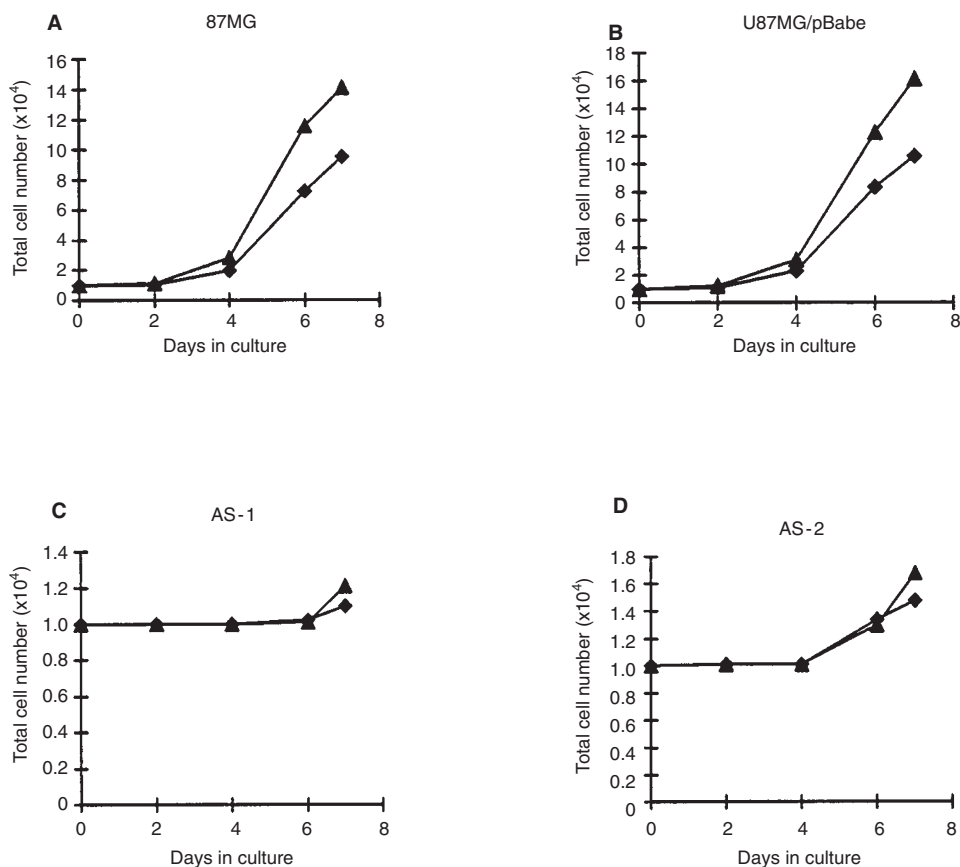 A
87MG
Total cell number (x10⁴)
16
14
12
10
8
6
4
2
0
0 2 4 6 8
Days in culture
B
U87MG/pBabe
Total cell number (x10⁴)
18
16
14
12
10
8
6
4
2
0
0 2 4 6 8
Days in culture
C
AS-1
Total cell number (x10⁴)
1.4
1.2
1.0
0.8
0.6
0.4
0.2
0
0 2 4 6 8
Days in culture
D
AS-2
Total cell number (x10⁴)
1.8
1.6
1.4
1.2
1.0
0.8
0.6
0.4
0.2
0
0 2 4 6 8
Days in culture